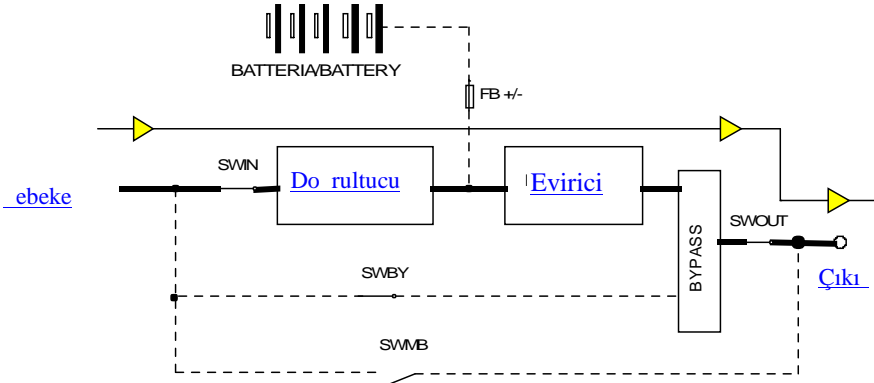 BATTERIA/BATTERY
FB +/-
SWIN
Do rultucu
Evirici
ebeke
SWOUT
BYPASS
SWBY
Çıkı
SWMB